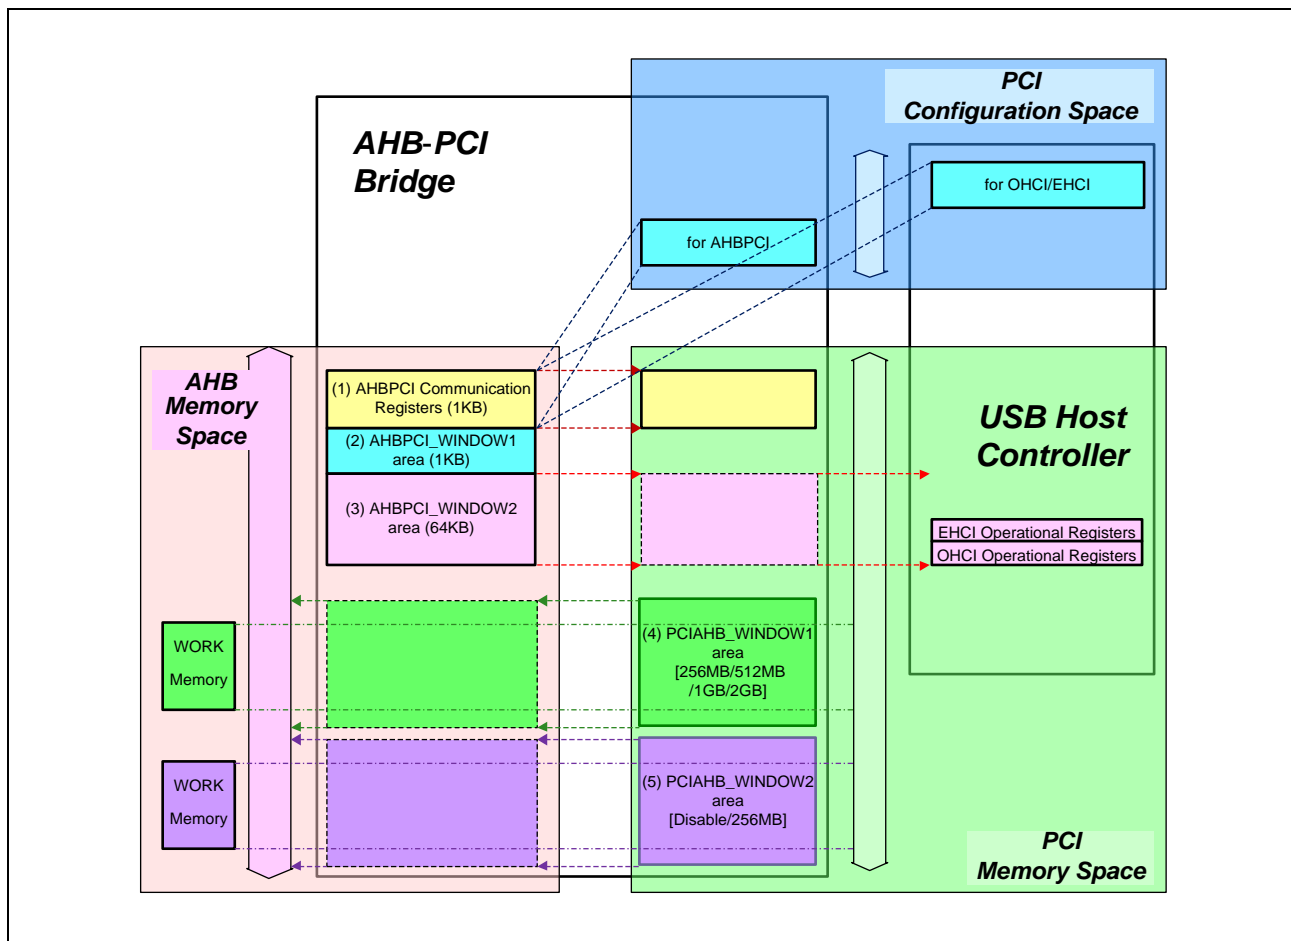 PCI
Configuration Space
AHB-PCI
Bridge
for OHCI/EHCI
for AHBPCI
AHB
Memory
Space
(1) AHBPCI Communication
Registers (1KB)
(2) AHBPCI_WINDOW1
area (1KB)
(3) AHBPCI_WINDOW2
area (64KB)
USB Host
Controller
EHCI Operational Registers
OHCI Operational Registers
WORK
Memory
(4) PCIAHB_WINDOW1
area
[256MB/512MB
/1GB/2GB]
WORK
Memory
(5) PCIAHB_WINDOW2
area
[Disable/256MB]
PCI
Memory Space